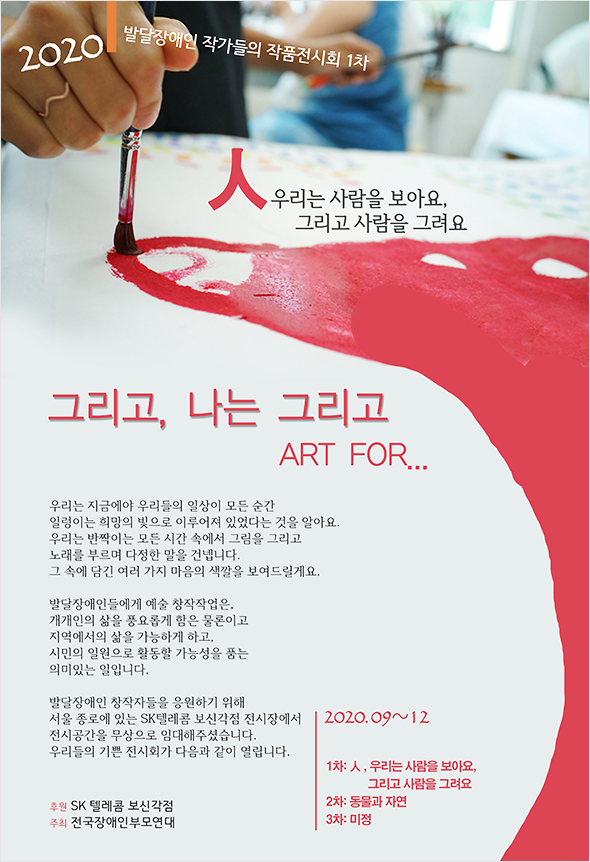 2020 발달장애인 작가들의 작품전시회 1차
人 우리는 사람을 보아요,
그리고 사람을 그려요
그리고, 나는 그리고
ART FOR...
우리는 지금에야 우리들의 일상이 모든 순간
일렁이는 희망의 빛으로 이루어져 있었다는 것을 알아요.
우리는 반짝이는 모든 시간 속에서 그림을 그리고
노래를 부르며 다정한 말을 건넵니다.
그 속에 담긴 여러 가지 마음의 색깔을 보여드릴게요.
발달장애인들에게 예술 창작작업은,
개개인의 삶을 풍요롭게 함은 물론이고
지역에서의 삶을 가능하게 하고,
시민의 일원으로 활동할 가능성을 품는
의미있는 일입니다.
발달장애인 창작자들을 응원하기 위해
서울 종로에 있는 SK텔레콤 보신각점 전시장에서
전시공간을 무상으로 임대해주셨습니다.
우리들의 기쁜 전시회가 다음과 같이 열립니다.
후원 SK 텔레콤 보신각점
주최 전국장애인부모연대
2020. 09~12
1차: 人, 우리는 사람을 보아요,
그리고 사람을 그려요
2차: 동물과 자연
3차: 미정